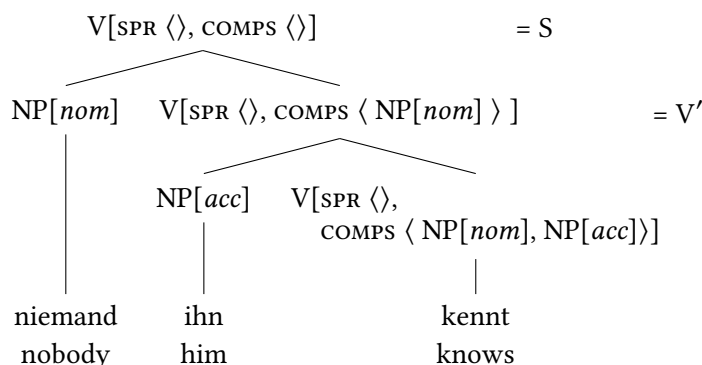 V[SPR ⟨⟩, COMPS ⟨⟩] = S
NP[nom] V[SPR ⟨⟩, COMPS ⟨ NP[nom] ⟩ ] = V′
NP[acc] V[SPR ⟨⟩,
COMPS ⟨ NP[nom], NP[acc]⟩]
niemand ihn kennt
nobody him knows